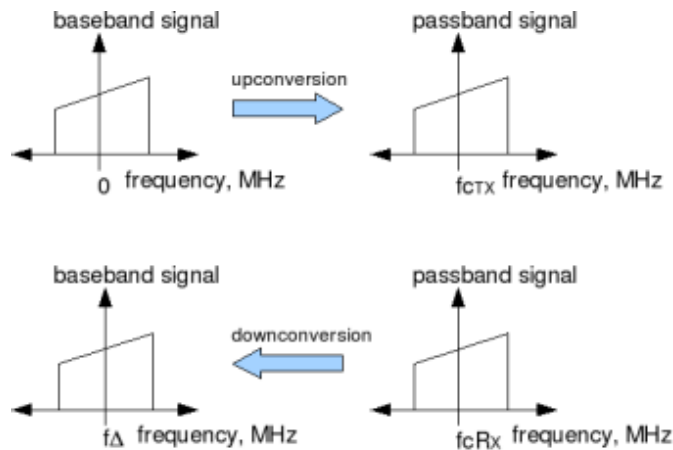 baseband signal
passband signal
upconversion
0 frequency, MHz
fcTX frequency, MHz
baseband signal
passband signal
downconversion
fΔ frequency, MHz
fcRx frequency, MHz